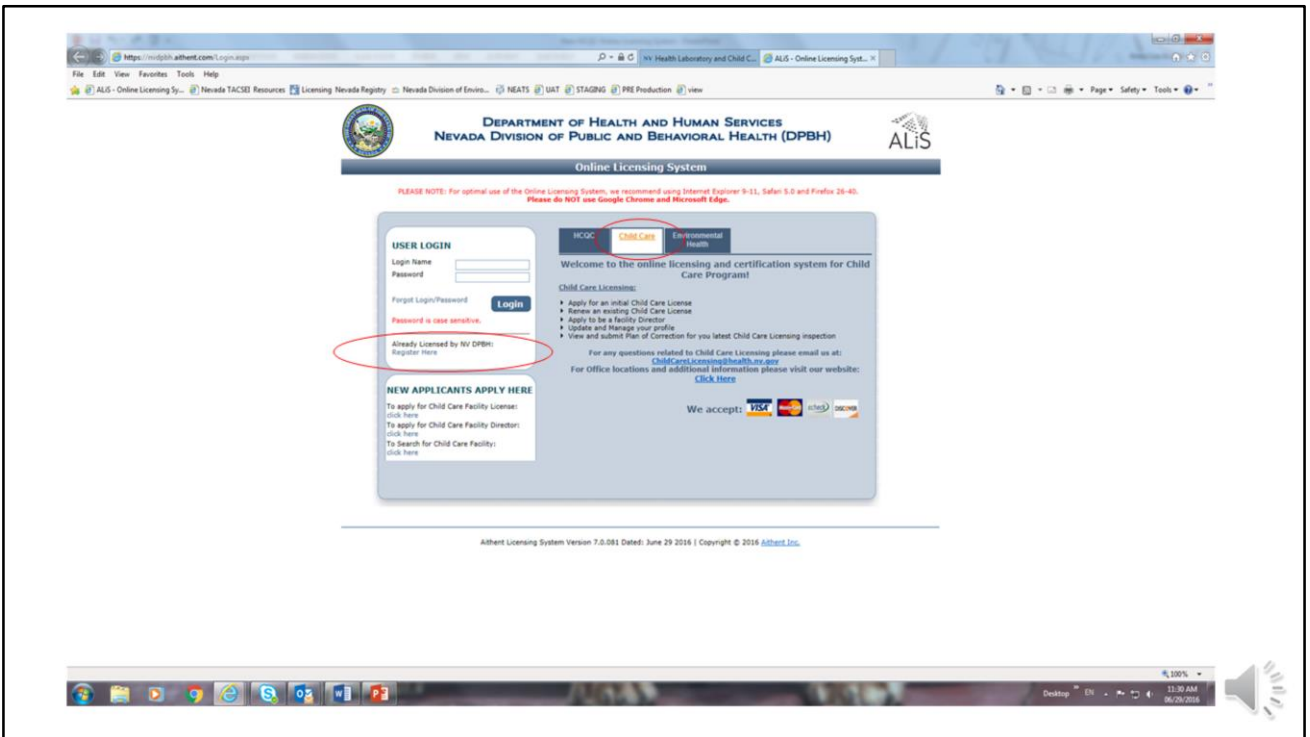 https://nvdpbh.aithent.com/Login.aspx
NV Health Laboratory and Child C...
ALiS - Online Licensing Syst...
File Edit View Favorites Tools Help
ALiS - Online Licensing Sy... Nevada TACSEI Resources Licensing Nevada Registry Nevada Division of Enviro... NEATS UAT STAGING PRE Production view
Page Safety Tools
DEPARTMENT OF HEALTH AND HUMAN SERVICES
NEVADA DIVISION OF PUBLIC AND BEHAVIORAL HEALTH (DPBH)
ALiS
Online Licensing System
PLEASE NOTE: For optimal use of the Online Licensing System, we recommend using Internet Explorer 9-11, Safari 5.0 and Firefox 26-40.
Please do NOT use Google Chrome and Microsoft Edge.
USER LOGIN
Login Name
Password
Forgot Login/Password
Login
Password is case sensitive.
Already Licensed by NV DPBH:
Register Here
NEW APPLICANTS APPLY HERE
To apply for Child Care Facility License:
click here
To apply for Child Care Facility Director:
click here
To Search for Child Care Facility:
click here
HCQC
Child Care
Environmental
Health
Welcome to the online licensing and certification system for Child
Care Program!
Child Care Licensing:
Apply for an initial Child Care License
Renew an existing Child Care License
Apply to be a facility Director
Update and Manage your profile
View and submit Plan of Correction for you latest Child Care Licensing inspection
For any questions related to Child Care Licensing please email us at:
ChildCareLicensing@health.nv.gov
For Office locations and additional information please visit our website:
Click Here
We accept: VISA MasterCard echeck DISCOVER
Aithent Licensing System Version 7.0.081 Dated: June 29 2016 | Copyright © 2016 Aithent Inc.
100%
Desktop EN 11:30 AM
06/29/2016